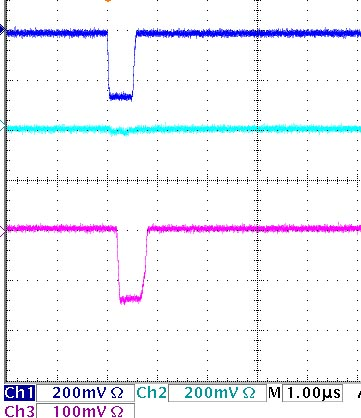 Ch1 200mV Ω Ch2 200mV Ω M 1.00µs
Ch3 100mV Ω